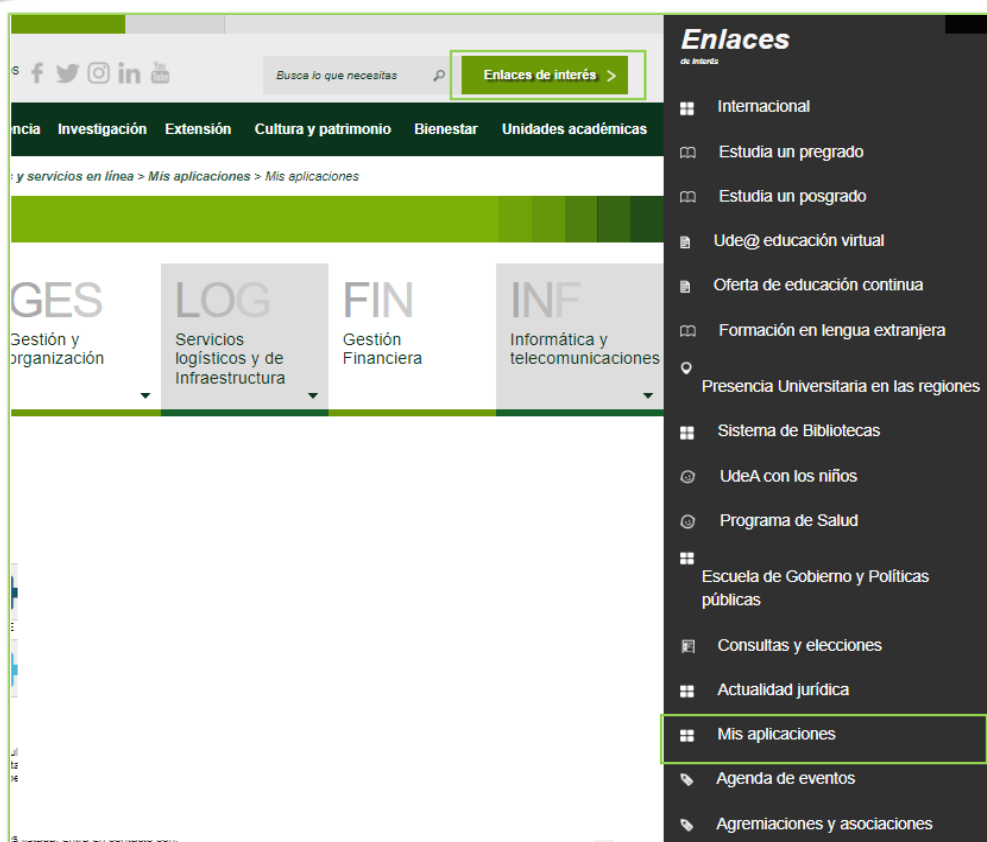 Busca lo que necesitas
Enlaces de interés >
Investigación Extensión Cultura y patrimonio Bienestar Unidades académicas
y servicios en línea > Mis aplicaciones > Mis aplicaciones
GES
Gestión y
organización
LOG
Servicios
logísticos y de
Infraestructura
FIN
Gestión
Financiera
INF
Informática y
telecomunicaciones
Enlaces
de Interés
Internacional
Estudia un pregrado
Estudia un posgrado
Ude@ educación virtual
Oferta de educación continua
Formación en lengua extranjera
Presencia Universitaria en las regiones
Sistema de Bibliotecas
UdeA con los niños
Programa de Salud
Escuela de Gobierno y Políticas
públicas
Consultas y elecciones
Actualidad jurídica
Mis aplicaciones
Agenda de eventos
Agremiaciones y asociaciones